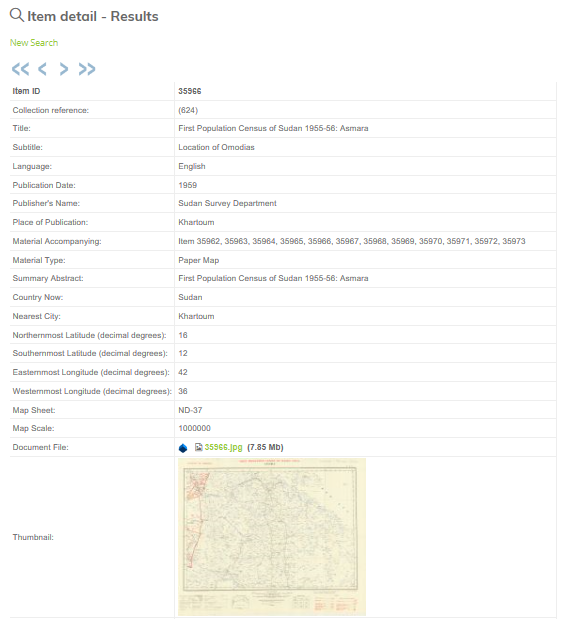 Item detail - Results
New Search
Item ID 35966
Collection reference: (624)
Title: First Population Census of Sudan 1955-56: Asmara
Subtitle: Location of Omodias
Language: English
Publication Date: 1959
Publisher's Name: Sudan Survey Department
Place of Publication: Khartoum
Material Accompanying: Item 35962, 35963, 35964, 35965, 35966, 35967, 35968, 35969, 35970, 35971, 35972, 35973
Material Type: Paper Map
Summary Abstract: First Population Census of Sudan 1955-56: Asmara
Country Now: Sudan
Nearest City: Khartoum
Northernmost Latitude (decimal degrees): 16
Southernmost Latitude (decimal degrees): 12
Easternmost Longitude (decimal degrees): 42
Westernmost Longitude (decimal degrees): 36
Map Sheet: ND-37
Map Scale: 1000000
Document File: 35966.jpg (7.85 Mb)
Thumbnail: